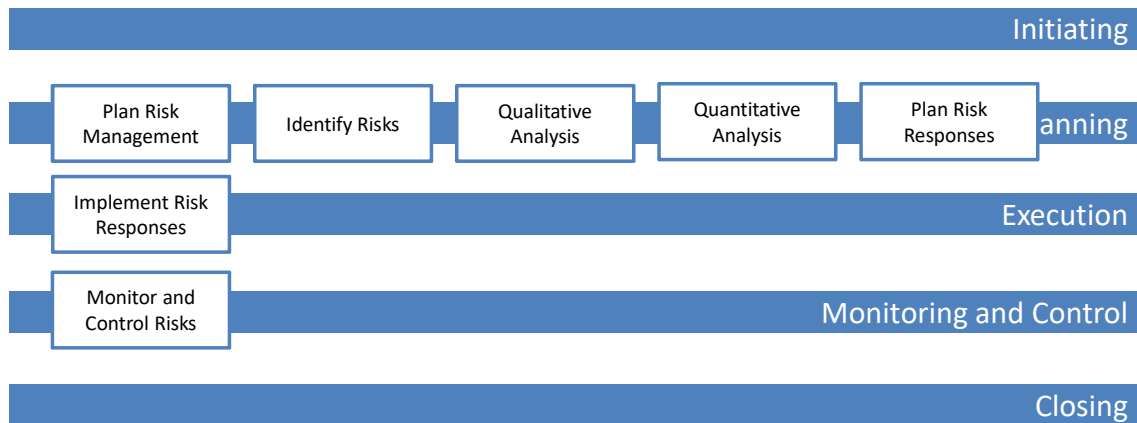 Initiating
Plan Risk
Management
Identify Risks
Qualitative
Analysis
Quantitative
Analysis
Plan Risk
Responses
anning
Implement Risk
Responses
Execution
Monitor and
Control Risks
Monitoring and Control
Closing